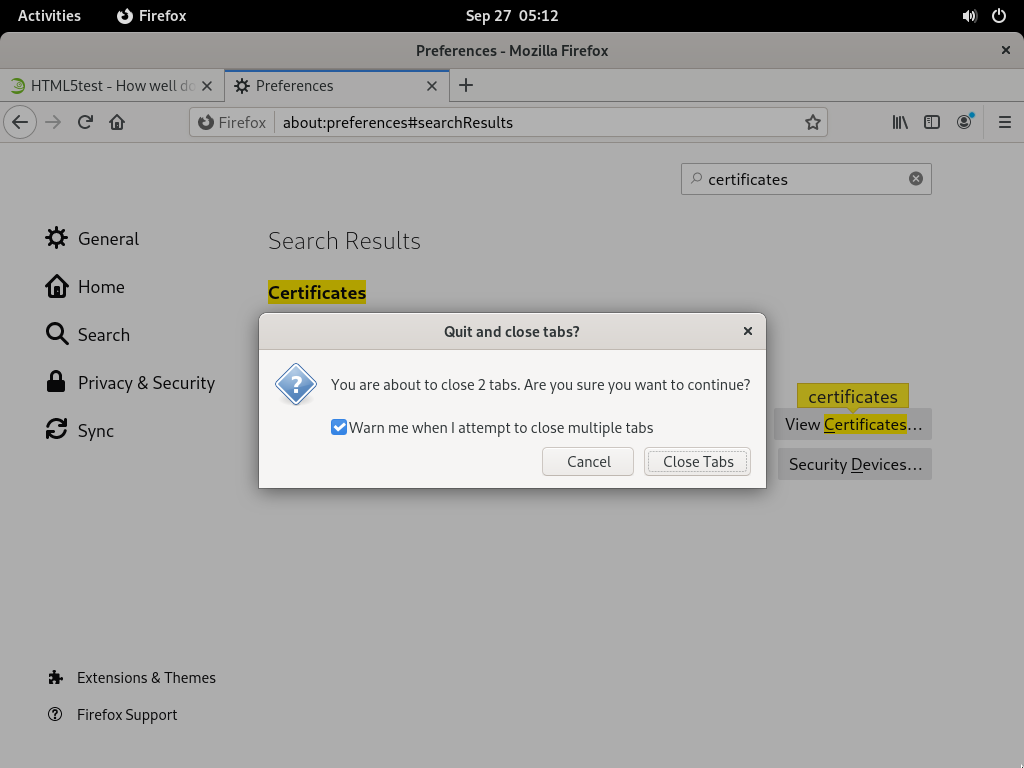 Activities
Firefox
Sep 27 05:12
Preferences - Mozilla Firefox
HTML5test - How well do
Preferences
Firefox
about:preferences#searchResults
certificates
General
Home
Search
Privacy & Security
Sync
Search Results
Certificates
Quit and close tabs?
You are about to close 2 tabs. Are you sure you want to continue?
Warn me when I attempt to close multiple tabs
Cancel
Close Tabs
certificates
View Certificates…
Security Devices…
Extensions & Themes
Firefox Support